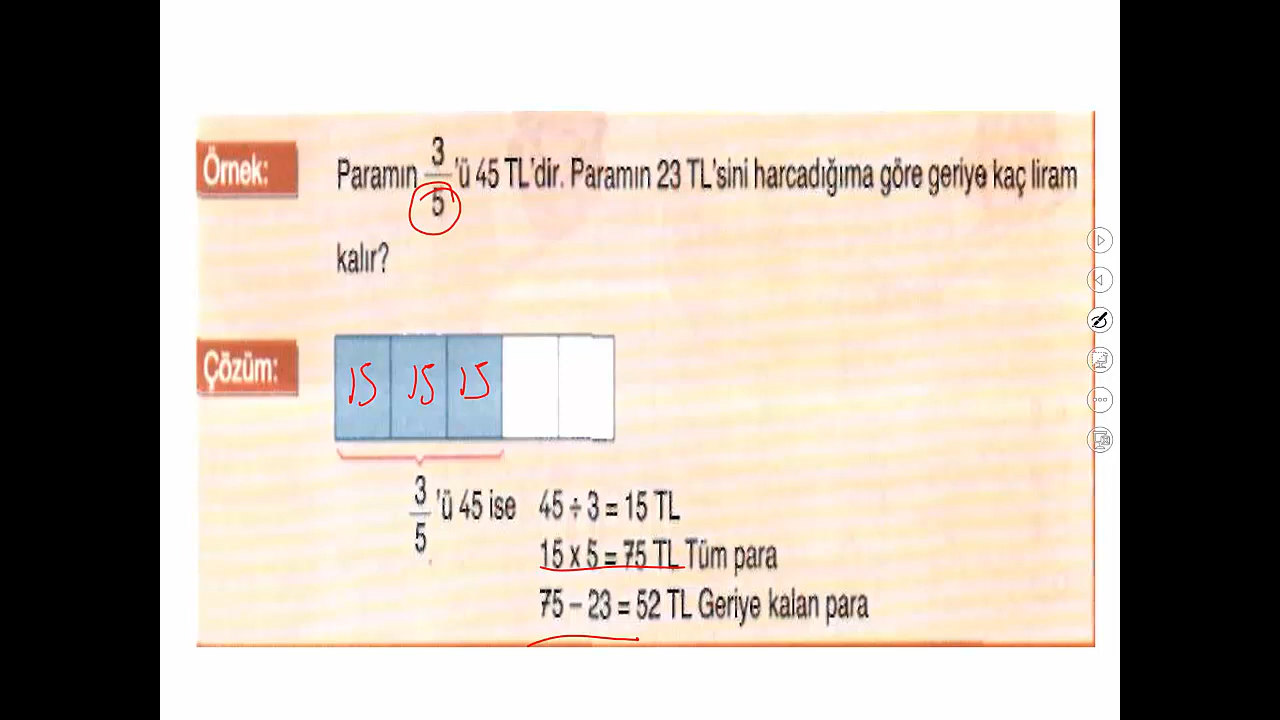 Örnek:
Paramın 3/5 'ü 45 TL'dir. Paramın 23 TL'sini harcadığıma göre geriye kaç liram
kalır?
Çözüm:
15 15 15
3/5 'ü 45 ise 45 ÷ 3 = 15 TL
15 x 5 = 75 TL Tüm para
75 – 23 = 52 TL Geriye kalan para